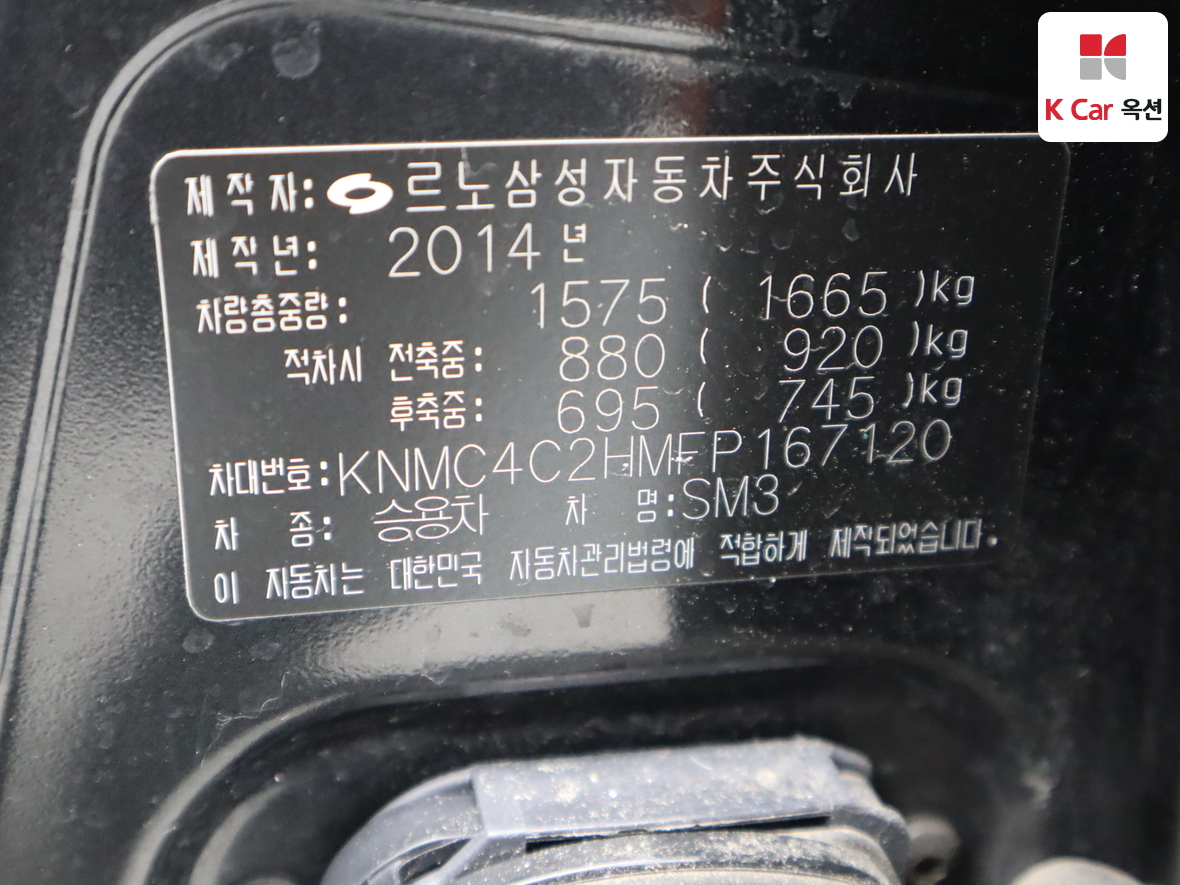 K Car 옥션
제 작 자: 르노삼성자동차주식회사
제 작 년: 2014 년
차량총중량: 1575 ( 1665 )kg
적차시 전축중: 880 ( 920 )kg
후축중: 695 ( 745 )kg
차대번호:KNMC4C2HMFP167120
차 종: 승용차 차 명:SM3
이 자동차는 대한민국 자동차관리법령에 적합하게 제작되었습니다.